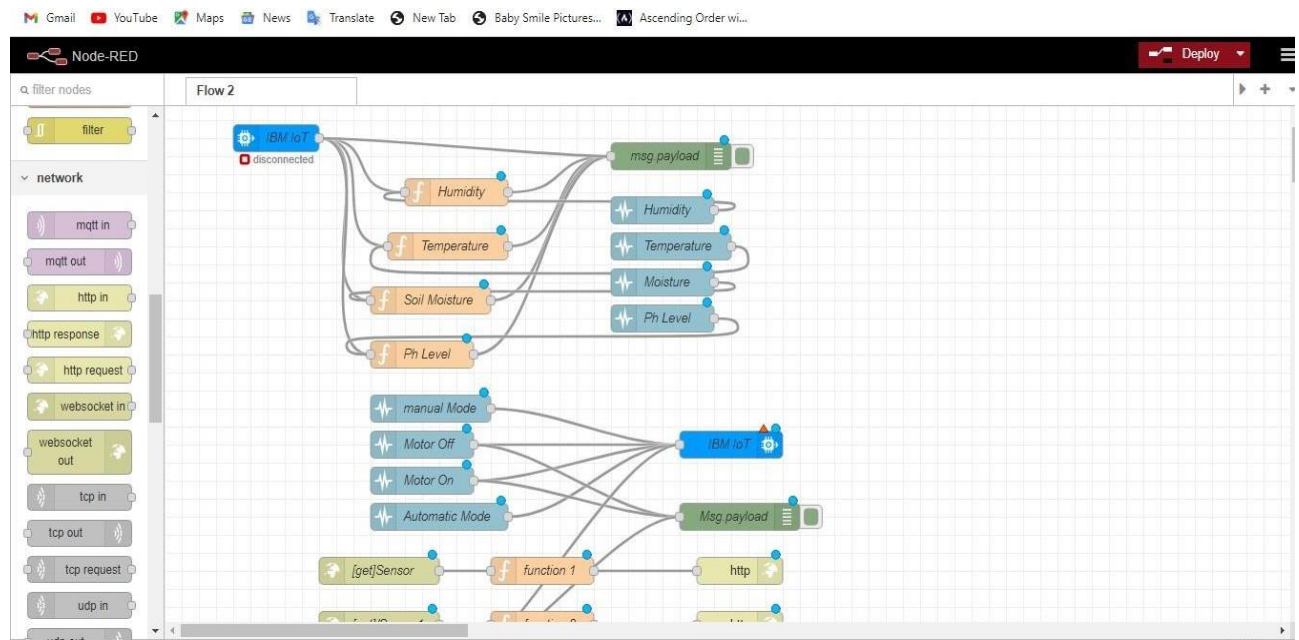 Gmail YouTube Maps News Translate New Tab Baby Smile Pictures... Ascending Order wi...
Node-RED Deploy
filter nodes
Flow 2
filter
network
mqtt in
mqtt out
http in
http response
http request
websocket in
websocket
out
tcp in
tcp out
tcp request
udp in
IBM IoT
disconnected
msg.payload
Humidity
Humidity
Temperature
Temperature
Moisture
Soil Moisture
Ph Level
Ph Level
manual Mode
Motor Off
IBM IoT
Motor On
Automatic Mode
Msg.payload
[get]Sensor
function 1
http